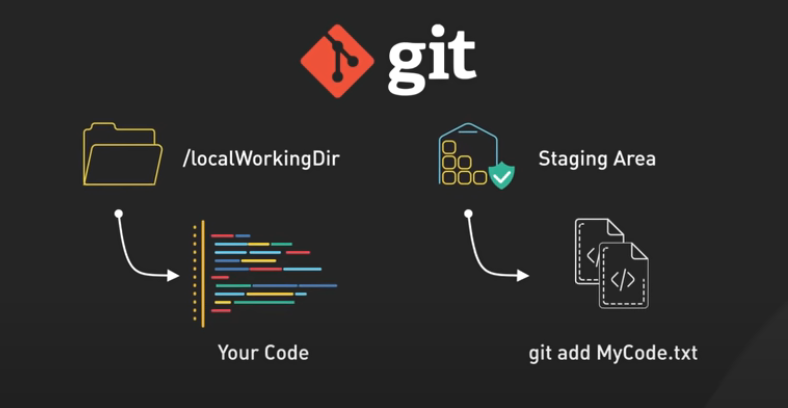 git
/localWorkingDir
Staging Area
Your Code
git add MyCode.txt